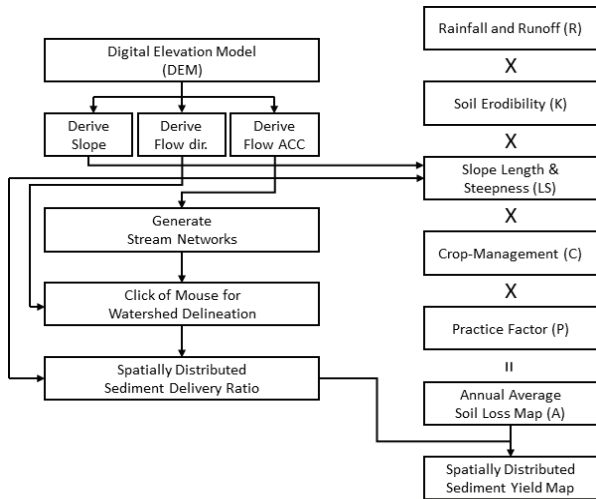 Digital Elevation Model
(DEM)
Derive
Slope
Derive
Flow dir.
Derive
Flow ACC
Generate
Stream Networks
Click of Mouse for
Watershed Delineation
Spatially Distributed
Sediment Delivery Ratio
Rainfall and Runoff (R)
X
Soil Erodibility (K)
X
Slope Length &
Steepness (LS)
X
Crop-Management (C)
X
Practice Factor (P)
=
Annual Average
Soil Loss Map (A)
Spatially Distributed
Sediment Yield Map